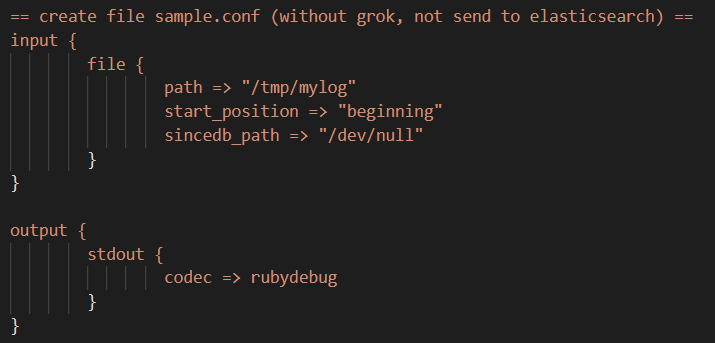 == create file sample.conf (without grok, not send to elasticsearch) ==
input {
file {
path => "/tmp/mylog"
start_position => "beginning"
sincedb_path => "/dev/null"
}
}
output {
stdout {
codec => rubydebug
}
}